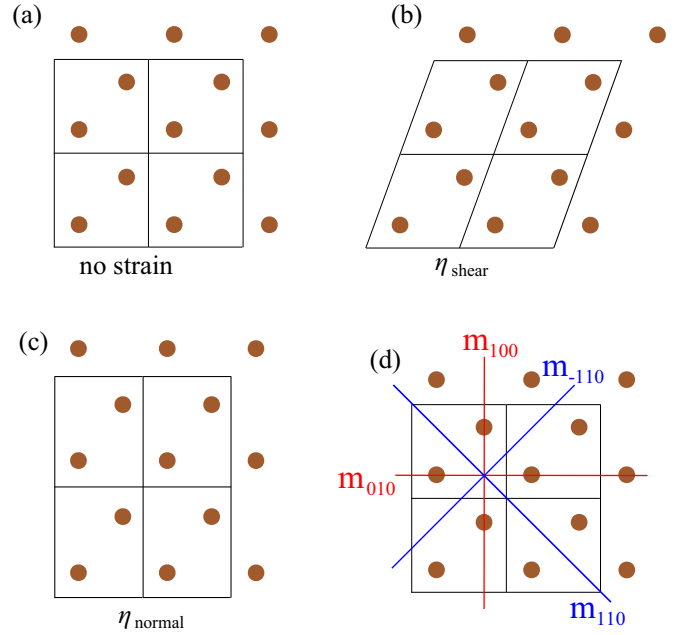 (a)
(b)
no strain
η shear
(c)
(d)
m100
m-110
m010
m110
η normal